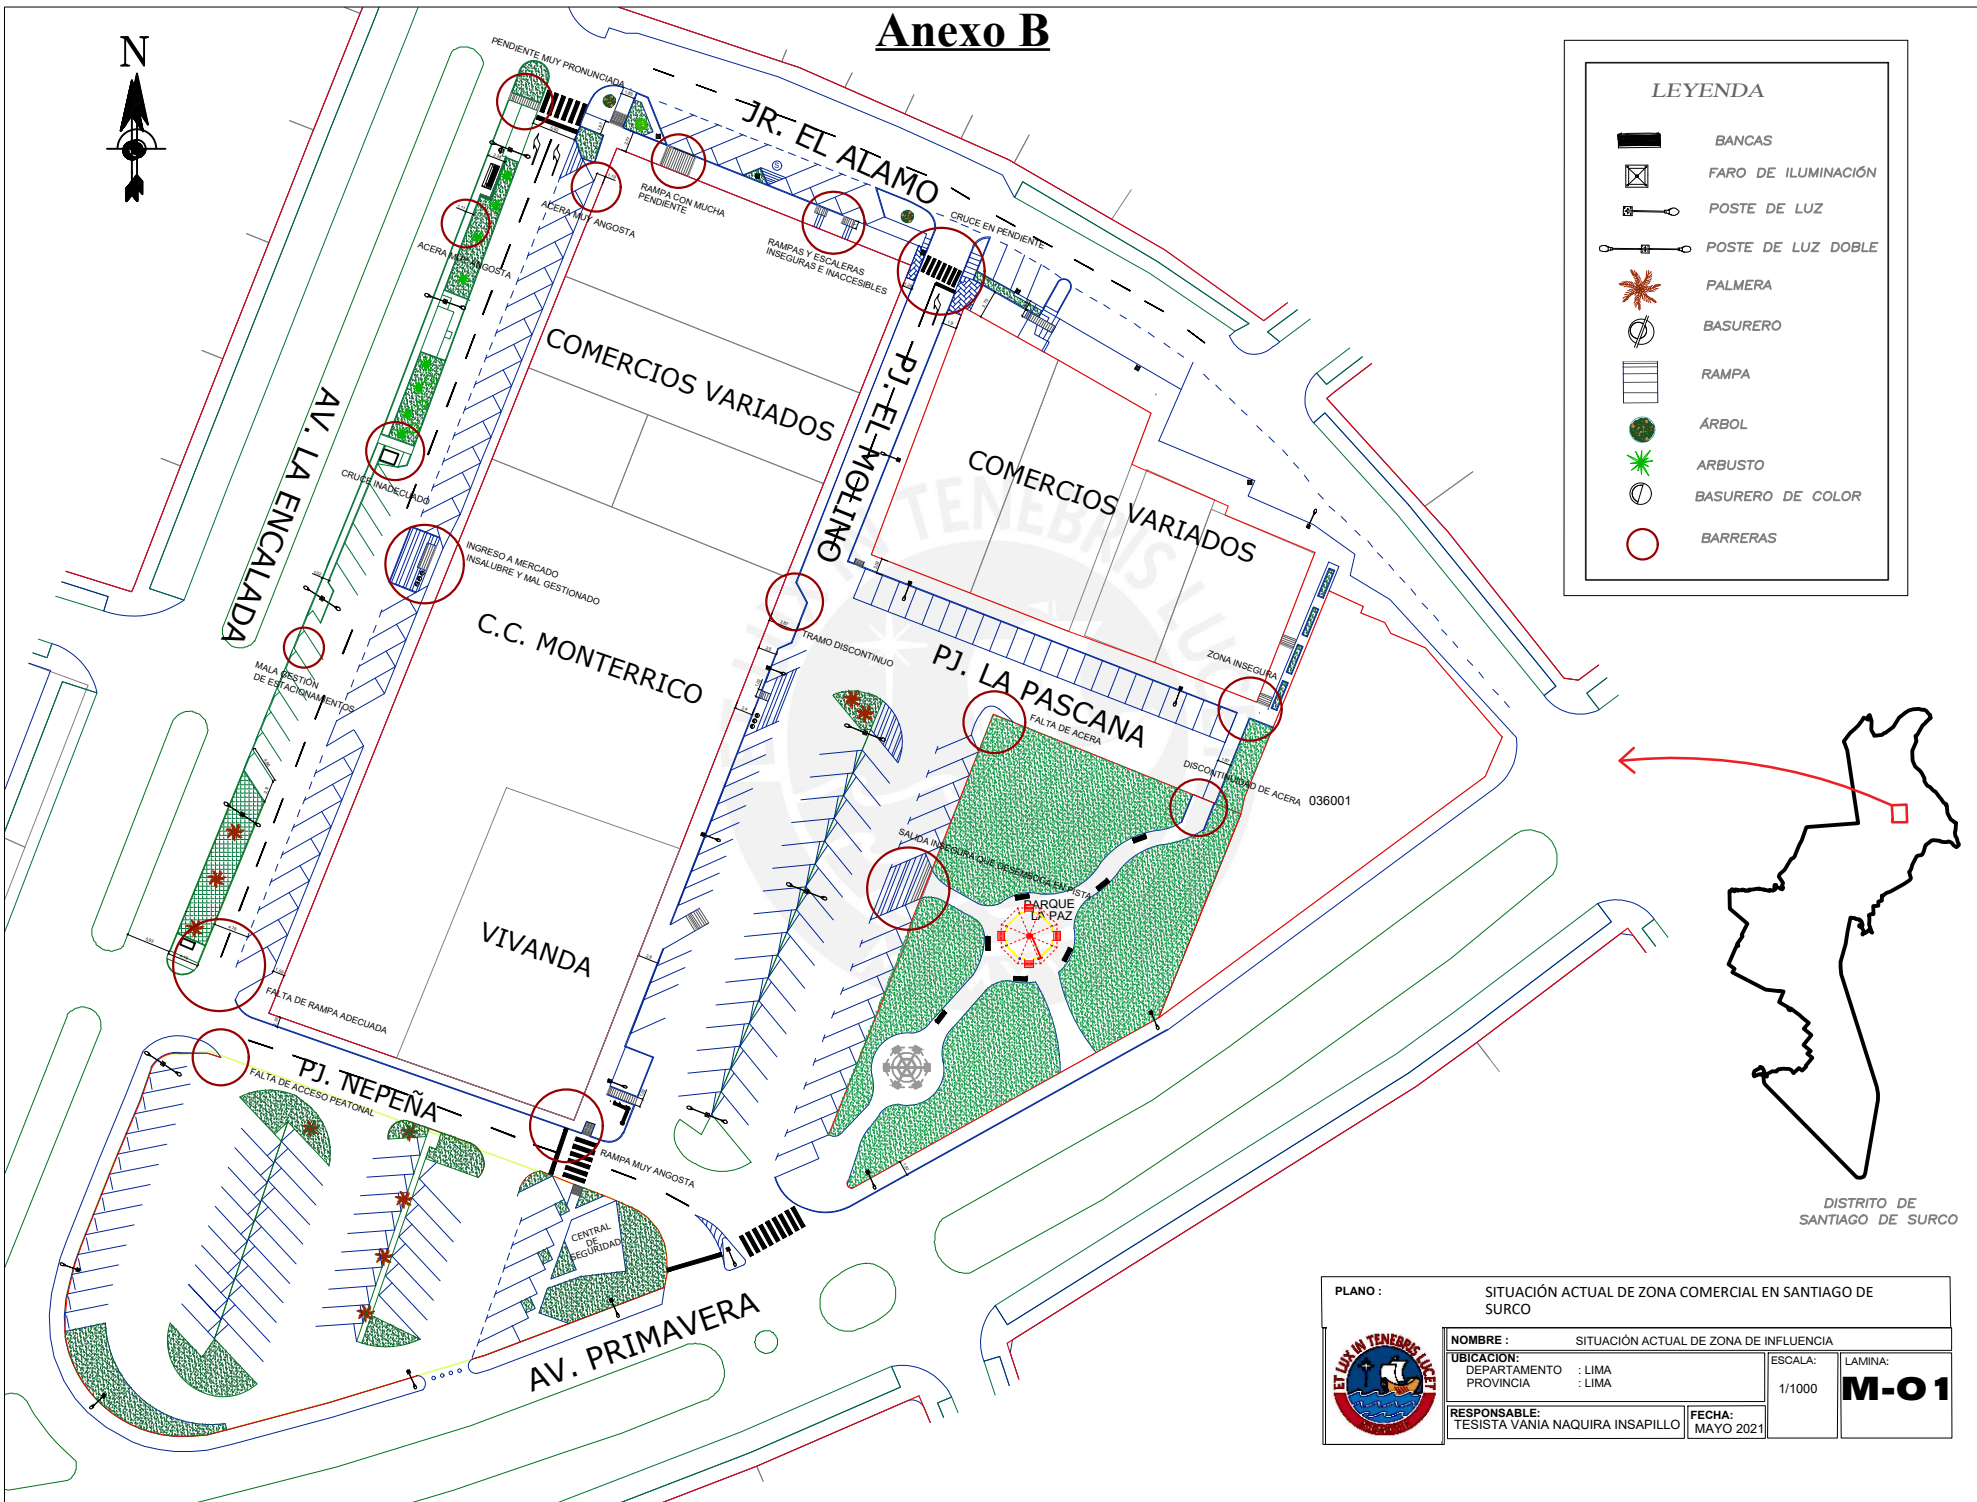 Anexo B
N
LEYENDA
BANCAS
FARO DE ILUMINACIÓN
POSTE DE LUZ
POSTE DE LUZ DOBLE
PALMERA
BASURERO
RAMPA
ÁRBOL
ARBUSTO
BASURERO DE COLOR
BARRERAS
PENDIENTE MUY PRONUNCIADA
JR. EL ALAMO
RAMPA CON MUCHA
PENDIENTE
ACERA MUY ANGOSTA
ACERA MUY ANGOSTA
RAMPAS Y ESCALERAS
INSEGURAS E INACCESIBLES
CRUCE EN PENDIENTE
COMERCIOS VARIADOS
PJ. EL MOLINO
COMERCIOS VARIADOS
AV. LA ENCALADA
CRUCE INADECUADO
INGRESO A MERCADO
INSALUBRE Y MAL GESTIONADO
C.C. MONTERRICO
TRAMO DISCONTINUO
MALA GESTIÓN
DE ESTACIONAMIENTOS
PJ. LA PASCANA
ZONA INSEGURA
FALTA DE ACERA
DISCONTINUIDAD DE ACERA
036001
SALIDA INSEGURA QUE DESEMBOCA EN PISTA
PARQUE
LA PAZ
VIVANDA
FALTA DE RAMPA ADECUADA
PJ. NEPEÑA
FALTA DE ACCESO PEATONAL
RAMPA MUY ANGOSTA
CENTRAL
DE
SEGURIDAD
AV. PRIMAVERA
DISTRITO DE
SANTIAGO DE SURCO
PLANO :
SITUACIÓN ACTUAL DE ZONA COMERCIAL EN SANTIAGO DE
SURCO
NOMBRE :
SITUACIÓN ACTUAL DE ZONA DE INFLUENCIA
UBICACION:
DEPARTAMENTO : LIMA
PROVINCIA : LIMA
ESCALA:
1/1000
LAMINA:
M-01
RESPONSABLE:
TESISTA VANIA NAQUIRA INSAPILLO
FECHA:
MAYO 2021
ET LUX IN TENEBRIS LUCET